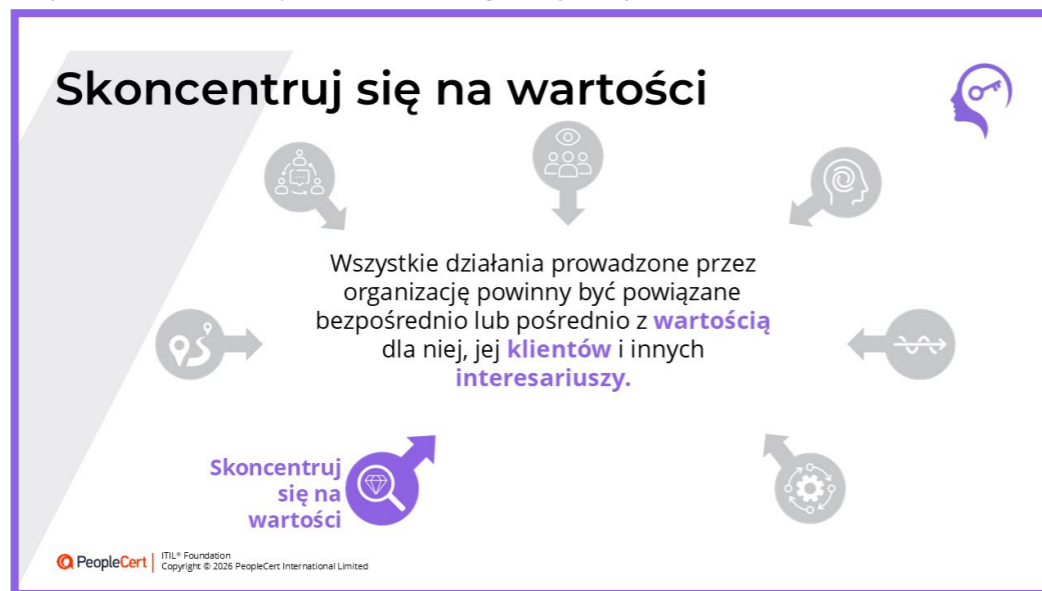 Skoncentruj się na wartości
Wszystkie działania prowadzone przez
organizację powinny być powiązane
bezpośrednio lub pośrednio z wartością
dla niej, jej klientów i innych
interesariuszy.
Skoncentruj
się na
wartości
PeopleCert
ITIL® Foundation
Copyright © 2026 PeopleCert International Limited